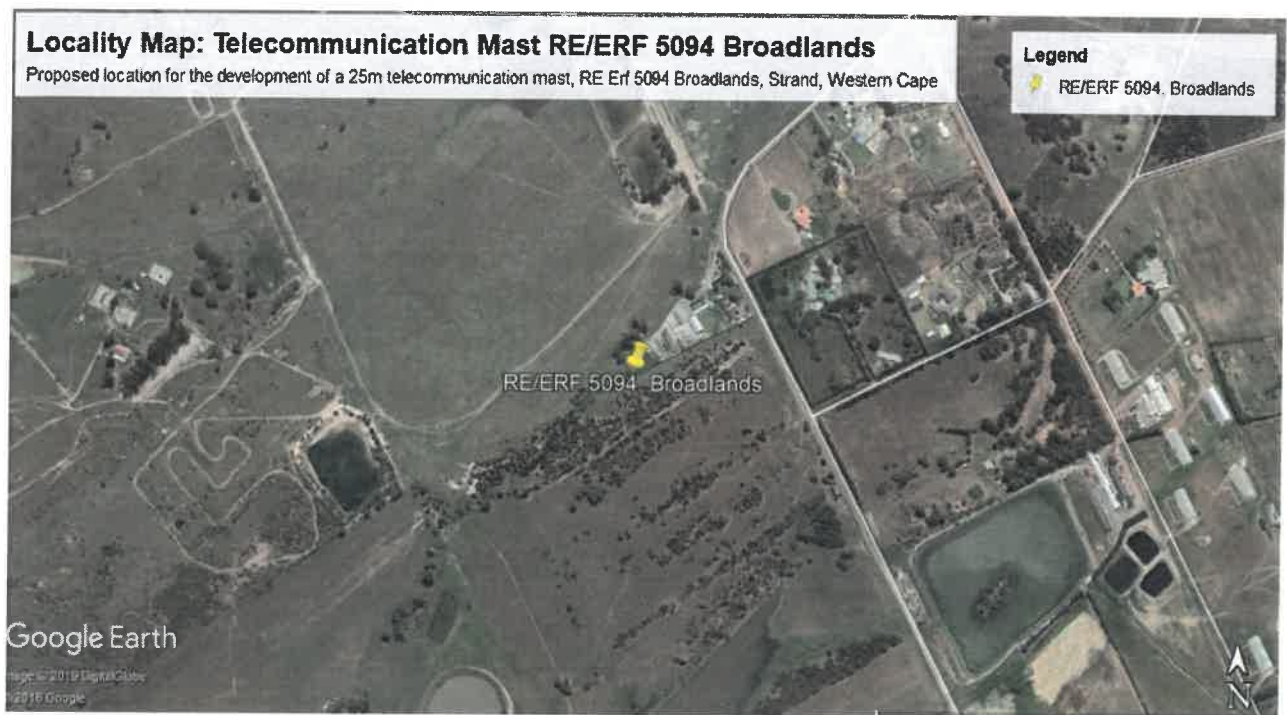 Locality Map: Telecommunication Mast RE/ERF 5094 Broadlands
Proposed location for the development of a 25m telecommunication mast, RE Erf 5094 Broadlands, Strand, Western Cape
Legend
RE/ERF 5094. Broadlands
RE/ERF 5094 Broadlands
Google Earth
Image © 2019 DigitalGlobe
© 2018 Google
N